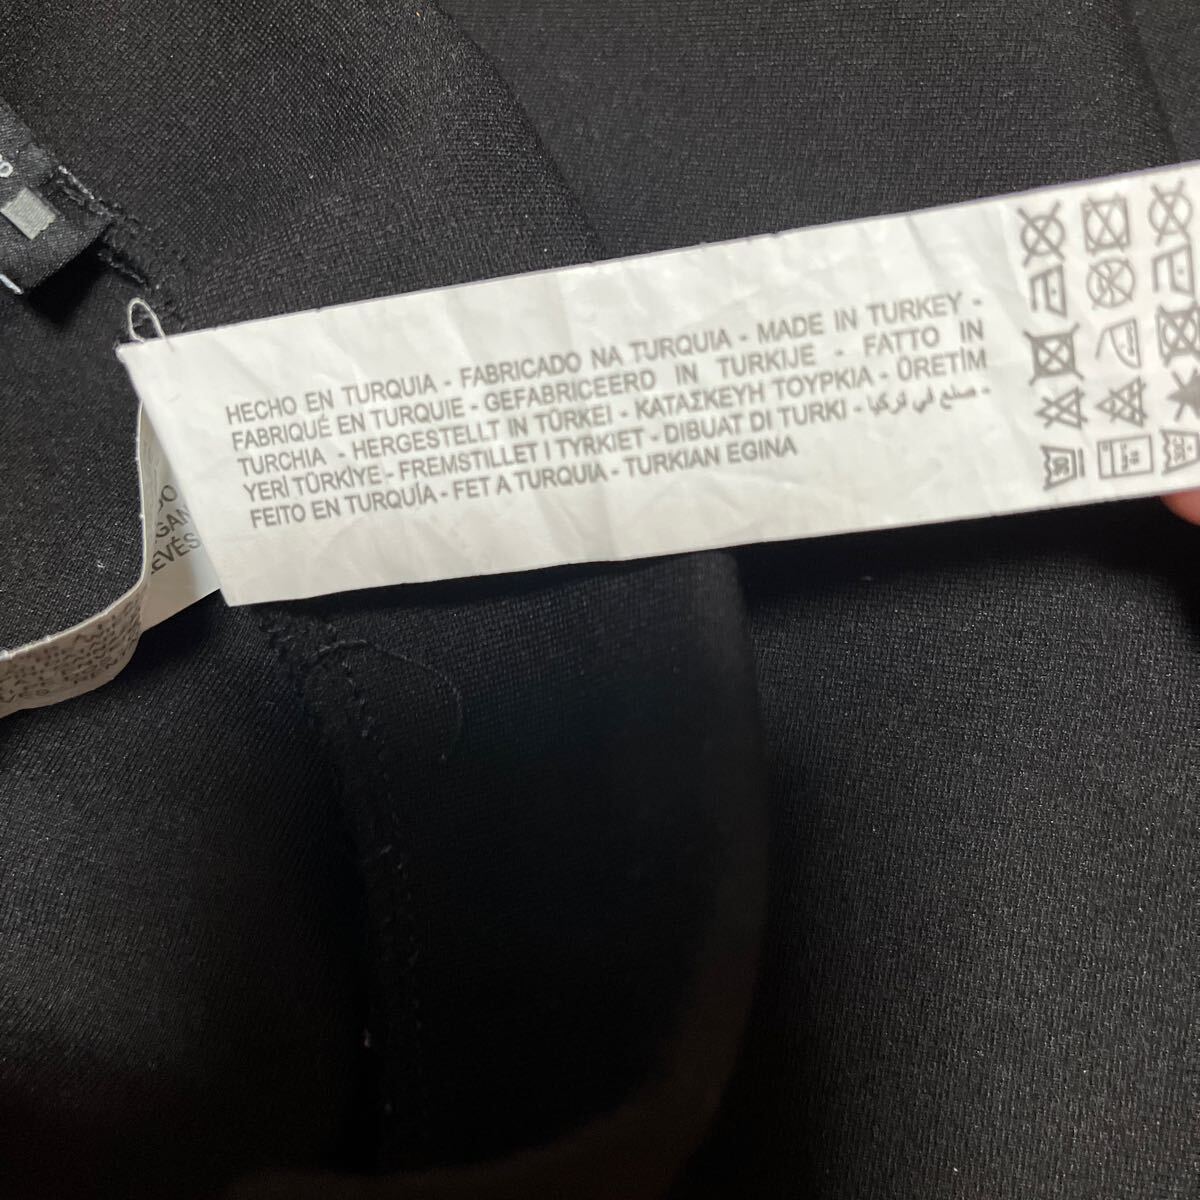 HECHO EN TURQUIA - FABRICADO NA TURQUIA - MADE IN TURKEY -
FABRIQUÉ EN TURQUIE - GEFABRICEERD IN TURKIJE - FATTO IN
TURCHIA - HERGESTELLT IN TÜRKEI - ΚΑΤΑΣΚΕΥΗ ΤΟΥΡΚΙΑ - ÜRETİM
YERİ TÜRKİYE - FREMSTILLET I TYRKIET - DIBUAT DI TURKI - صنع في تركيا -
FEITO EN TURQUÍA - FET A TURQUIA - TURKIAN EGINA